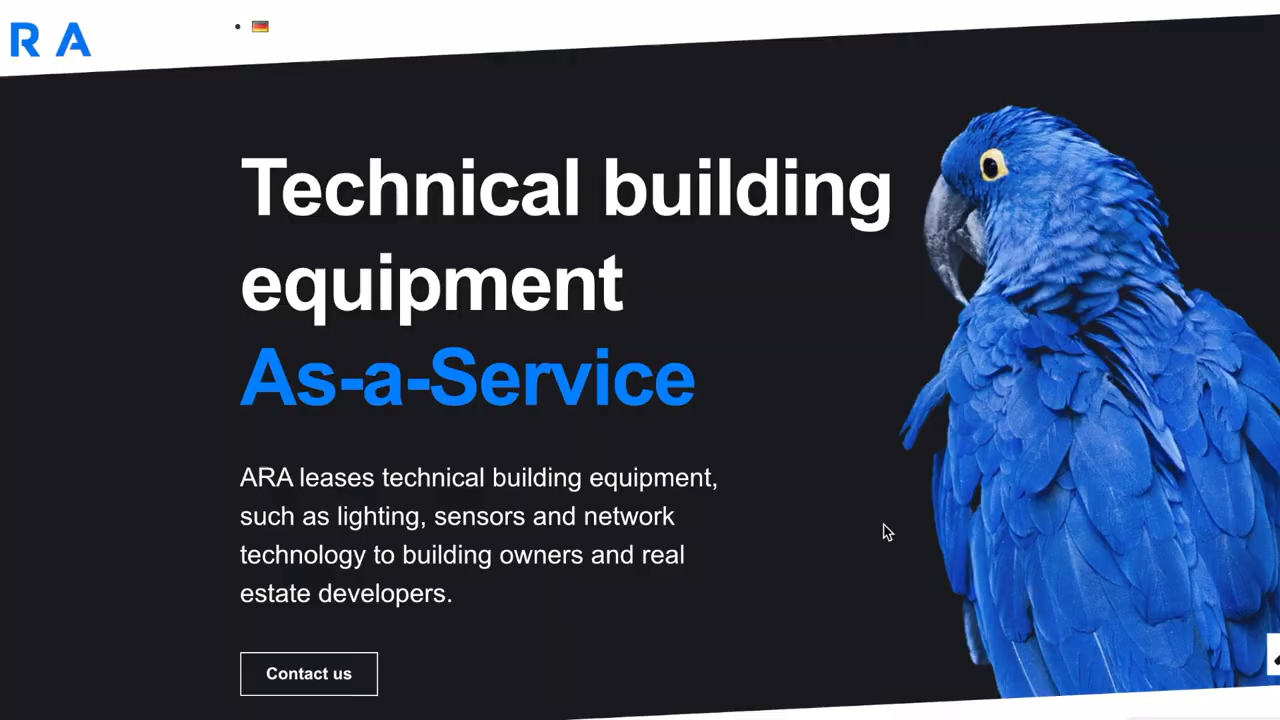 R A
Technical building
equipment
As-a-Service
ARA leases technical building equipment,
such as lighting, sensors and network
technology to building owners and real
estate developers.
Contact us